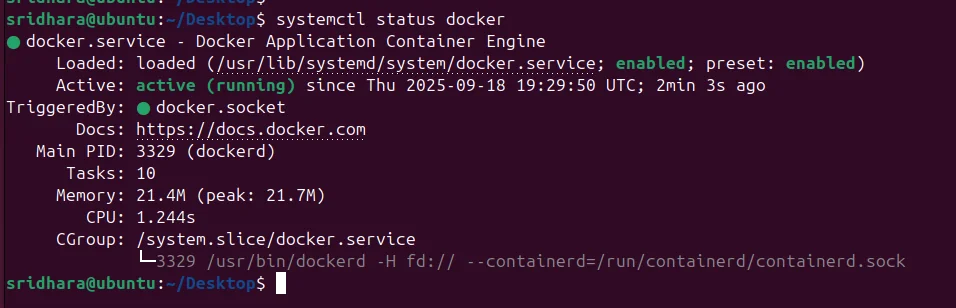 sridhara@ubuntu:~/Desktop$
sridhara@ubuntu:~/Desktop$ systemctl status docker
● docker.service - Docker Application Container Engine
Loaded: loaded (/usr/lib/systemd/system/docker.service; enabled; preset: enabled)
Active: active (running) since Thu 2025-09-18 19:29:50 UTC; 2min 3s ago
TriggeredBy: ● docker.socket
Docs: https://docs.docker.com
Main PID: 3329 (dockerd)
Tasks: 10
Memory: 21.4M (peak: 21.7M)
CPU: 1.244s
CGroup: /system.slice/docker.service
└─3329 /usr/bin/dockerd -H fd:// --containerd=/run/containerd/containerd.sock
sridhara@ubuntu:~/Desktop$